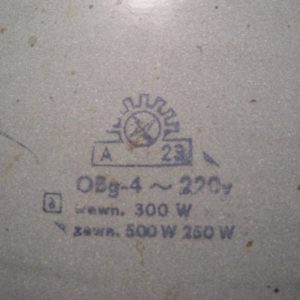 A 23
OBg-4 ~ 220v
wewn. 300 W
zewn. 500 W 250 W